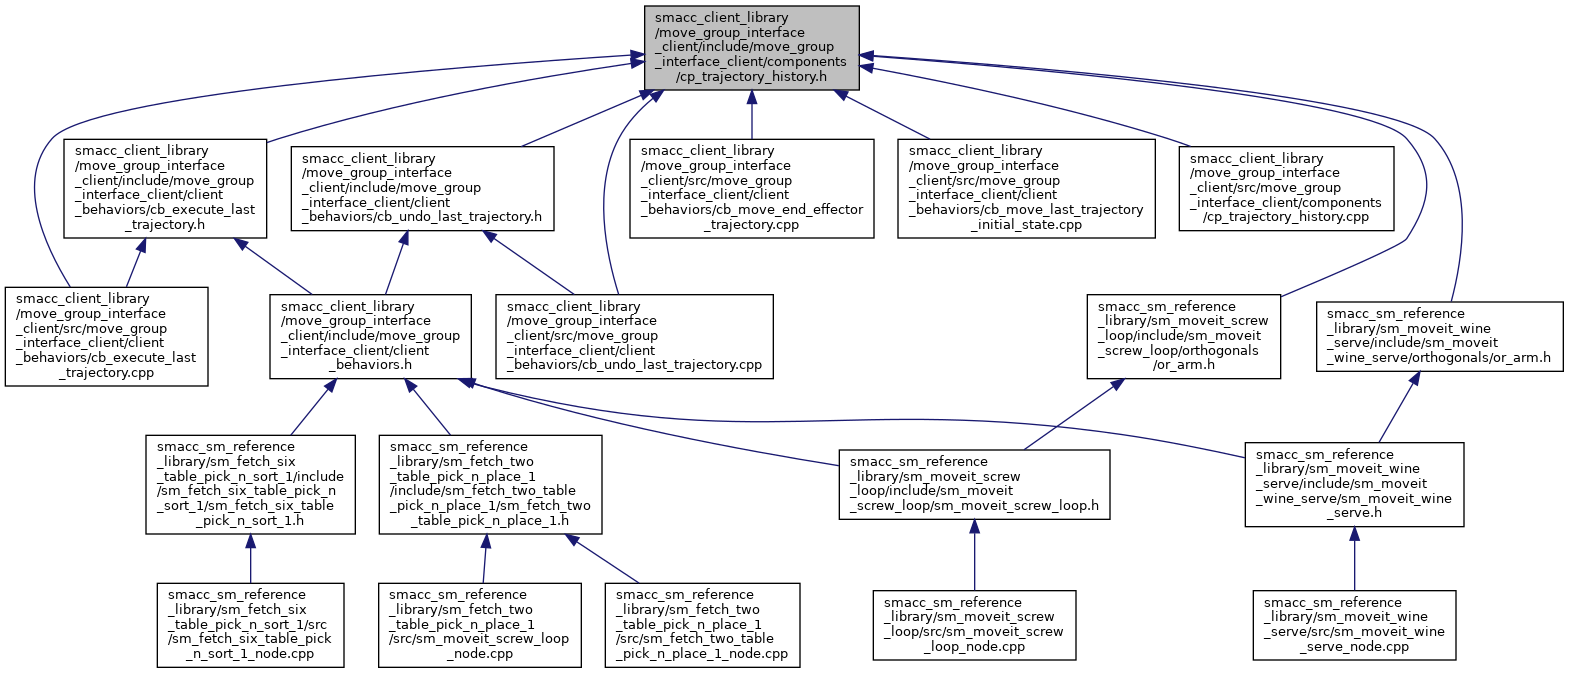 smacc_client_library
/move_group_interface
_client/include/move_group
_interface_client/components
/cp_trajectory_history.h
smacc_client_library
/move_group_interface
_client/include/move_group
_interface_client/client
_behaviors/cb_execute_last
_trajectory.h
smacc_client_library
/move_group_interface
_client/include/move_group
_interface_client/client
_behaviors/cb_undo_last_trajectory.h
smacc_client_library
/move_group_interface
_client/src/move_group
_interface_client/client
_behaviors/cb_move_end_effector
_trajectory.cpp
smacc_client_library
/move_group_interface
_client/src/move_group
_interface_client/client
_behaviors/cb_move_last_trajectory
_initial_state.cpp
smacc_client_library
/move_group_interface
_client/src/move_group
_interface_client/components
/cp_trajectory_history.cpp
smacc_client_library
/move_group_interface
_client/src/move_group
_interface_client/client
_behaviors/cb_execute_last
_trajectory.cpp
smacc_client_library
/move_group_interface
_client/include/move_group
_interface_client/client
_behaviors.h
smacc_client_library
/move_group_interface
_client/src/move_group
_interface_client/client
_behaviors/cb_undo_last_trajectory.cpp
smacc_sm_reference
_library/sm_moveit_screw
_loop/include/sm_moveit
_screw_loop/orthogonals
/or_arm.h
smacc_sm_reference
_library/sm_moveit_wine
_serve/include/sm_moveit
_wine_serve/orthogonals/or_arm.h
smacc_sm_reference
_library/sm_fetch_six
_table_pick_n_sort_1/include
/sm_fetch_six_table_pick_n
_sort_1/sm_fetch_six_table
_pick_n_sort_1.h
smacc_sm_reference
_library/sm_fetch_two
_table_pick_n_place_1
/include/sm_fetch_two_table
_pick_n_place_1/sm_fetch_two
_table_pick_n_place_1.h
smacc_sm_reference
_library/sm_moveit_screw
_loop/include/sm_moveit
_screw_loop/sm_moveit_screw_loop.h
smacc_sm_reference
_library/sm_moveit_wine
_serve/include/sm_moveit
_wine_serve/sm_moveit_wine
_serve.h
smacc_sm_reference
_library/sm_fetch_six
_table_pick_n_sort_1/src
/sm_fetch_six_table_pick
_n_sort_1_node.cpp
smacc_sm_reference
_library/sm_fetch_two
_table_pick_n_place_1
/src/sm_moveit_screw_loop
_node.cpp
smacc_sm_reference
_library/sm_fetch_two
_table_pick_n_place_1
/src/sm_fetch_two_table
_pick_n_place_1_node.cpp
smacc_sm_reference
_library/sm_moveit_screw
_loop/src/sm_moveit_screw
_loop_node.cpp
smacc_sm_reference
_library/sm_moveit_wine
_serve/src/sm_moveit_wine
_serve_node.cpp